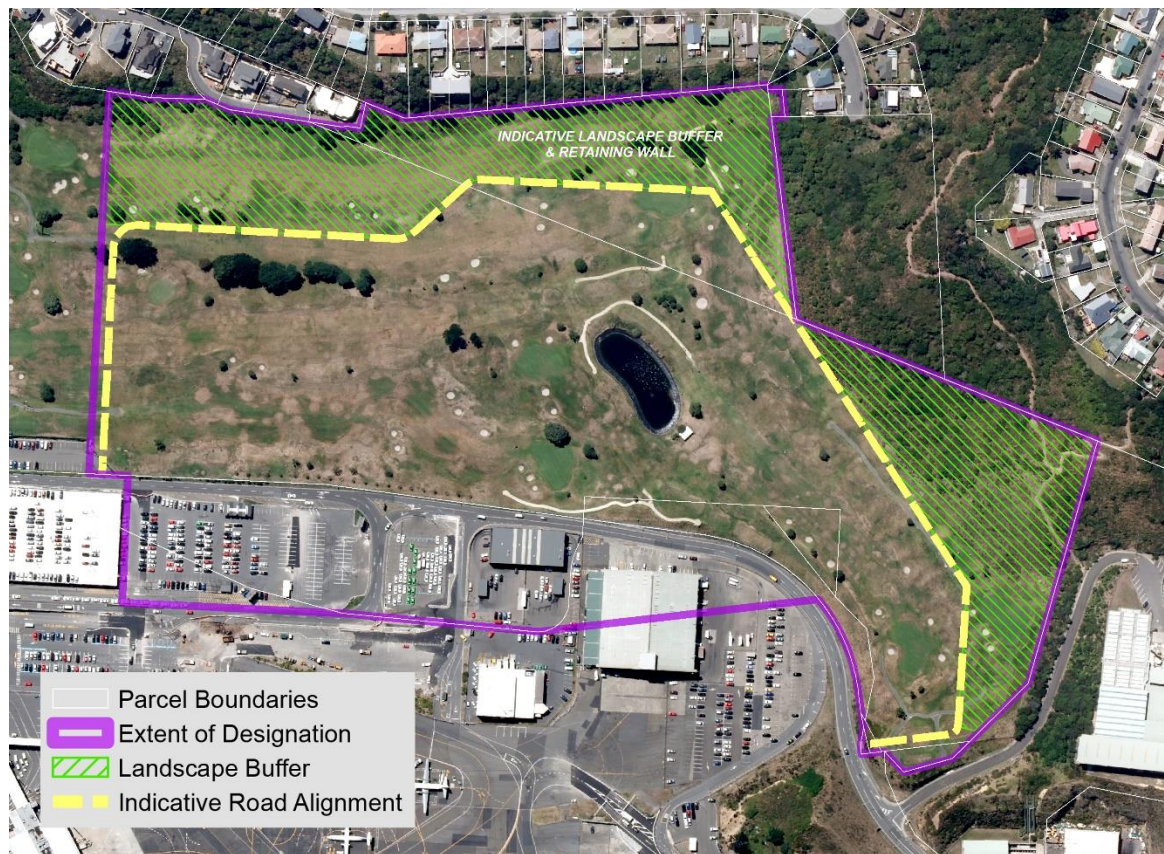 INDICATIVE LANDSCAPE BUFFER
& RETAINING WALL
Parcel Boundaries
Extent of Designation
Landscape Buffer
Indicative Road Alignment